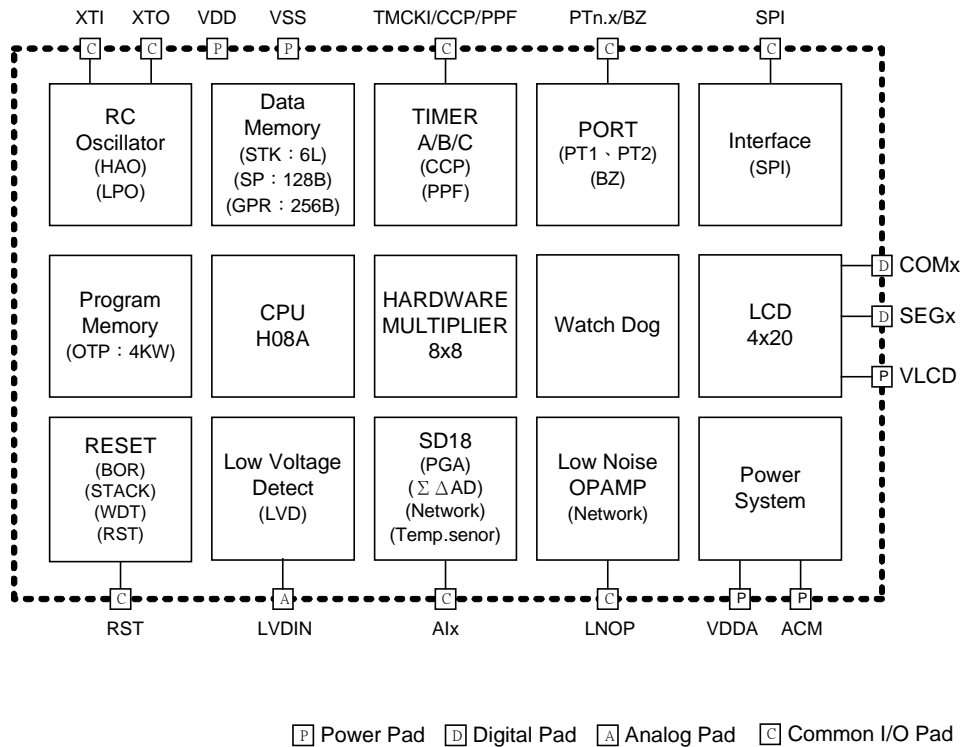 XTI XTO VDD VSS TMCKI/CCP/PPF PTn.x/BZ SPI
C C P P C C C
RC
Oscillator
(HAO)
(LPO)
Data
Memory
(STK：6L)
(SP：128B)
(GPR：256B)
TIMER
A/B/C
(CCP)
(PPF)
PORT
(PT1、PT2)
(BZ)
Interface
(SPI)
Program
Memory
(OTP：4KW)
CPU
H08A
HARDWARE
MULTIPLIER
8x8
Watch Dog
LCD
4x20
D COMx
D SEGx
P VLCD
RESET
(BOR)
(STACK)
(WDT)
(RST)
Low Voltage
Detect
(LVD)
SD18
(PGA)
(Σ△AD)
(Network)
(Temp.senor)
Low Noise
OPAMP
(Network)
Power
System
C A C C P P
RST LVDIN AIx LNOP VDDA ACM
P Power Pad D Digital Pad A Analog Pad C Common I/O Pad